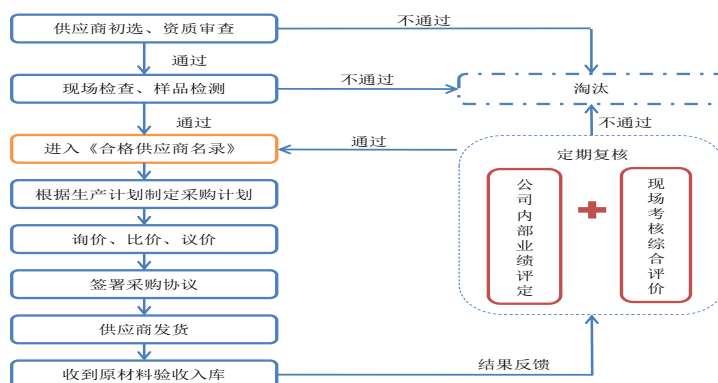 供应商初选、资质审查
不通过
通过
现场检查、样品检测
不通过
淘汰
通过
不通过
进入《合格供应商名录》
通过
定期复核
根据生产计划制定采购计划
公司内部业绩评定
现场考核综合评价
询价、比价、议价
签署采购协议
供应商发货
收到原材料验收入库
结果反馈